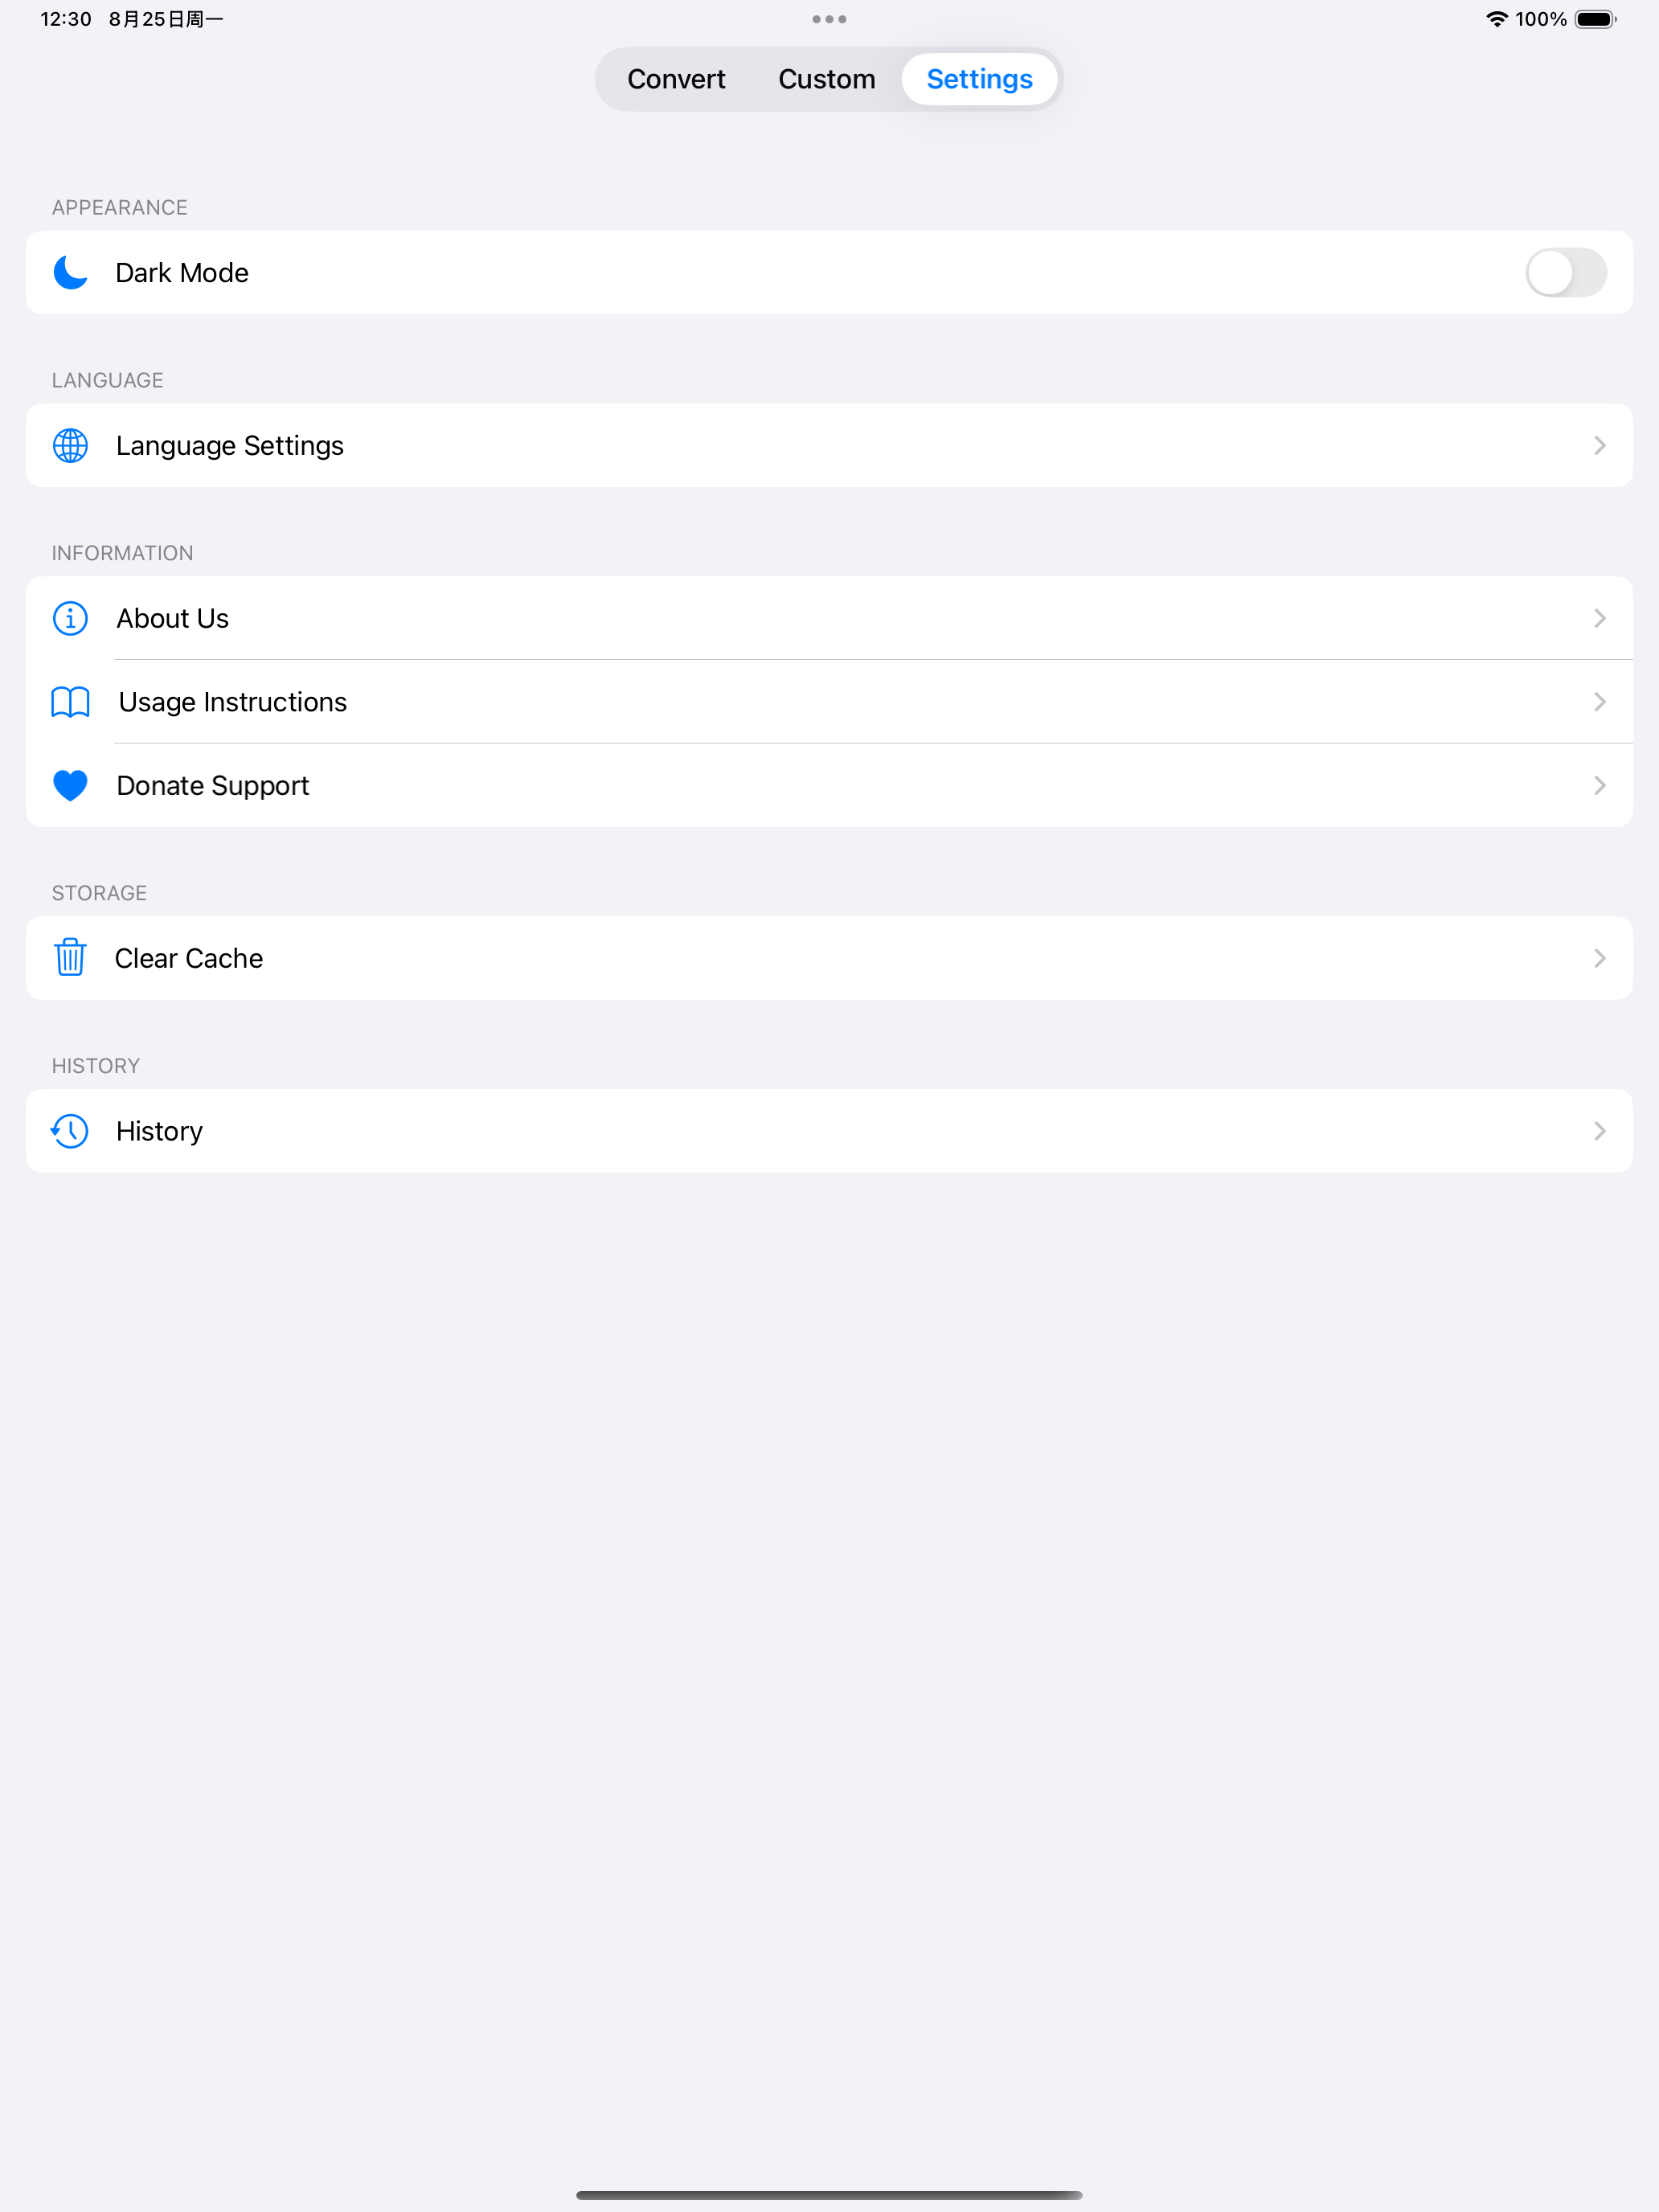 12:30 8月25日周一
100%
Convert Custom Settings
APPEARANCE
Dark Mode
LANGUAGE
Language Settings
INFORMATION
About Us
Usage Instructions
Donate Support
STORAGE
Clear Cache
HISTORY
History